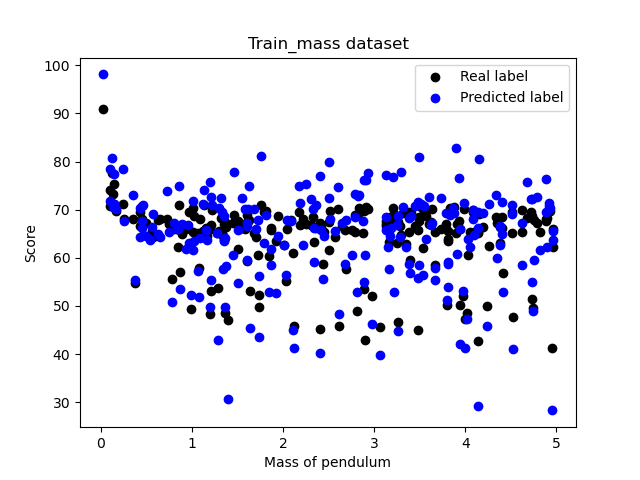 Train_mass dataset
Real label
Predicted label
100
90
80
70
60
50
40
30
Score
0 1 2 3 4 5
Mass of pendulum